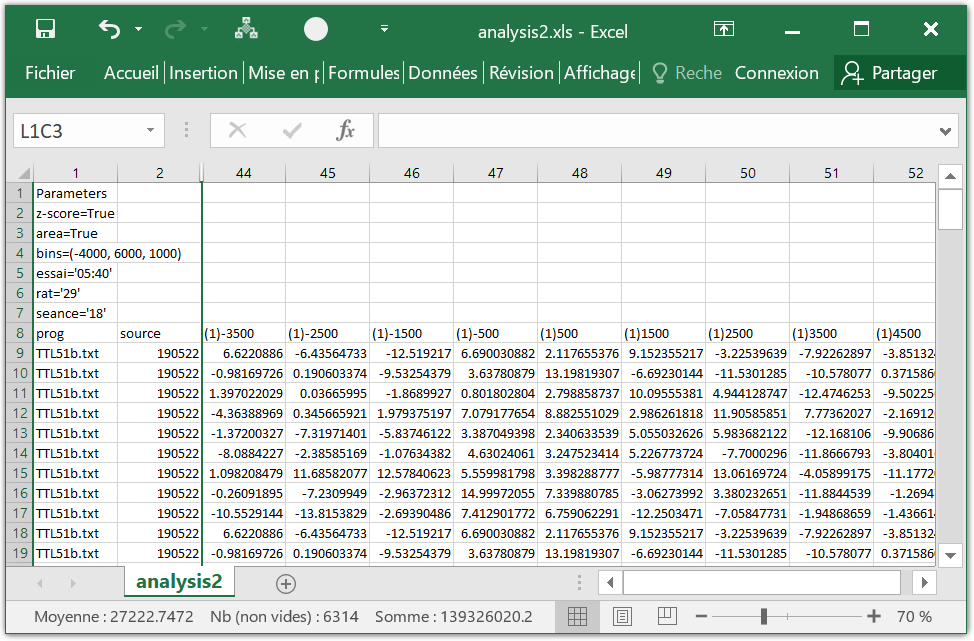 analysis2.xls - Excel
Fichier Accueil Insertion Mise en p Formules Données Révision Affichage Reche Connexion Partager
L1C3 fx
1 2 44 45 46 47 48 49 50 51 52
1 Parameters
2 z-score=True
3 area=True
4 bins=(-4000, 6000, 1000)
5 essai='05:40'
6 rat='29'
7 seance='18'
8 prog source (1)-3500 (1)-2500 (1)-1500 (1)-500 (1)500 (1)1500 (1)2500 (1)3500 (1)4500
9 TTL51b.txt 190522 6.6220886 -6.43564733 -12.519217 6.690030882 2.117655376 9.152355217 -3.22539639 -7.92262897 -3.851324
10 TTL51b.txt 190522 -0.98169726 0.190603374 -9.53254379 3.63780879 13.19819307 -6.69230144 -11.5301285 -10.578077 0.371586
11 TTL51b.txt 190522 1.397022029 0.03665995 -1.8689927 0.801802804 2.798858737 10.09555381 4.944128747 -12.4746253 -9.50225
12 TTL51b.txt 190522 -4.36388969 0.345665921 1.979375197 7.079177654 8.882551029 2.986261818 11.90585851 7.77362027 -2.16912
13 TTL51b.txt 190522 -1.37200327 -7.31971401 -5.83746122 3.387049398 2.340633539 5.055032626 5.983682122 -12.168106 -9.90686
14 TTL51b.txt 190522 -8.0884227 -2.38585169 -1.07634382 4.63024061 3.247523414 5.226773724 -7.7000296 -11.8666793 -3.80401
15 TTL51b.txt 190522 1.098208479 11.68582077 12.57840623 5.559981798 3.398288777 -5.98777314 13.06169724 -4.05899175 -11.1772
16 TTL51b.txt 190522 -0.26091895 -7.2309949 -2.96372312 14.99972055 7.339880785 -3.06273992 3.380232651 -11.8844539 -1.2694
17 TTL51b.txt 190522 -10.5529144 -13.8153829 -2.69390486 7.412901772 6.759062291 -12.2503471 -7.05847731 -1.94868659 -1.43661
18 TTL51b.txt 190522 6.6220886 -6.43564733 -12.519217 6.690030882 2.117655376 9.152355217 -3.22539639 -7.92262897 -3.851324
19 TTL51b.txt 190522 -0.98169726 0.190603374 -9.53254379 3.63780879 13.19819307 -6.69230144 -11.5301285 -10.578077 0.371586
analysis2
Moyenne : 27222.7472 Nb (non vides) : 6314 Somme : 139326020.2 70 %